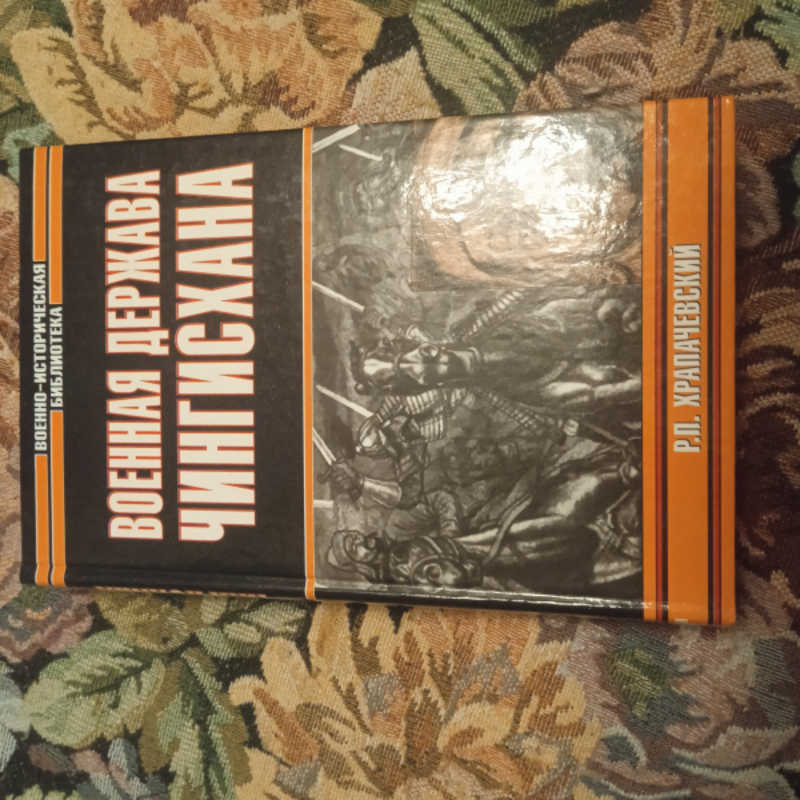 ВОЕННО-ИСТОРИЧЕСКАЯ
БИБЛИОТЕКА
ВОЕННАЯ ДЕРЖАВА
ЧИНГИСХАНА
Р.П. ХРАПАЧЕВСКИЙ